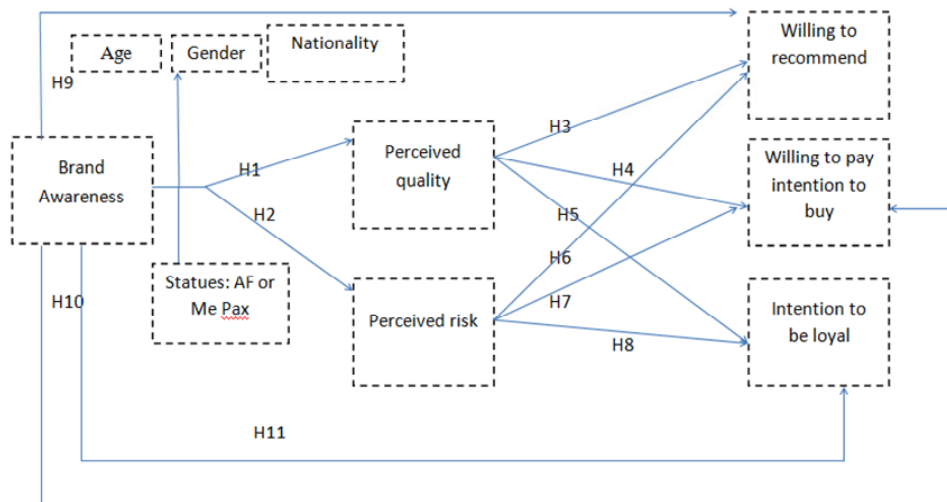 Age
Gender
Nationality
Willing to
recommend
H9
H3
Brand
Awareness
H1
Perceived
quality
H4
Willing to pay
intention to
buy
H2
H5
H6
Statues: AF or
Me Pax
H10
H7
Perceived risk
H8
Intention to
be loyal
H11